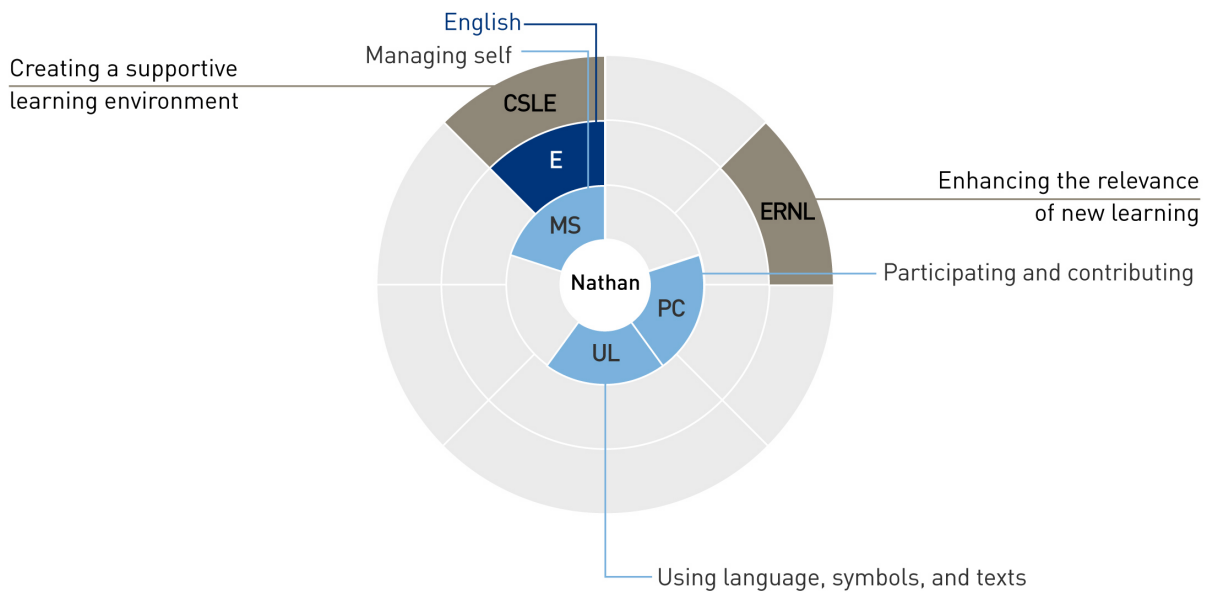 English
Managing self
Creating a supportive
learning environment
CSLE
E
MS
Nathan
ERNL
Enhancing the relevance
of new learning
Participating and contributing
PC
UL
Using language, symbols, and texts